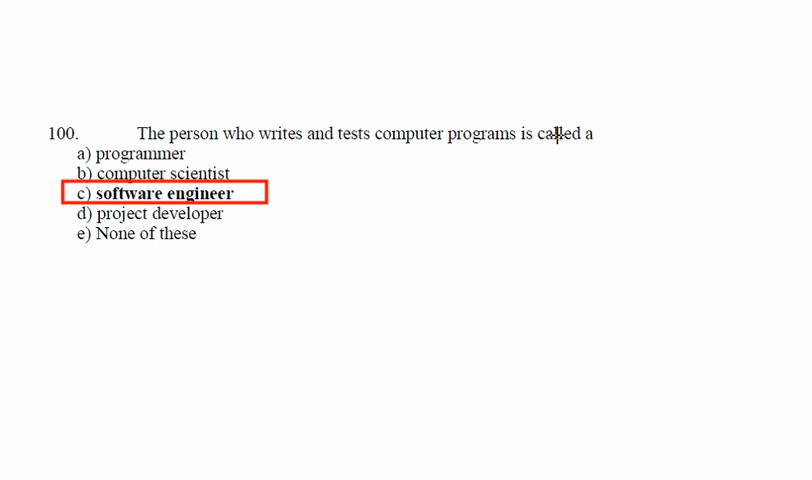 100. The person who writes and tests computer programs is called a
a) programmer
b) computer scientist
c) software engineer
d) project developer
e) None of these